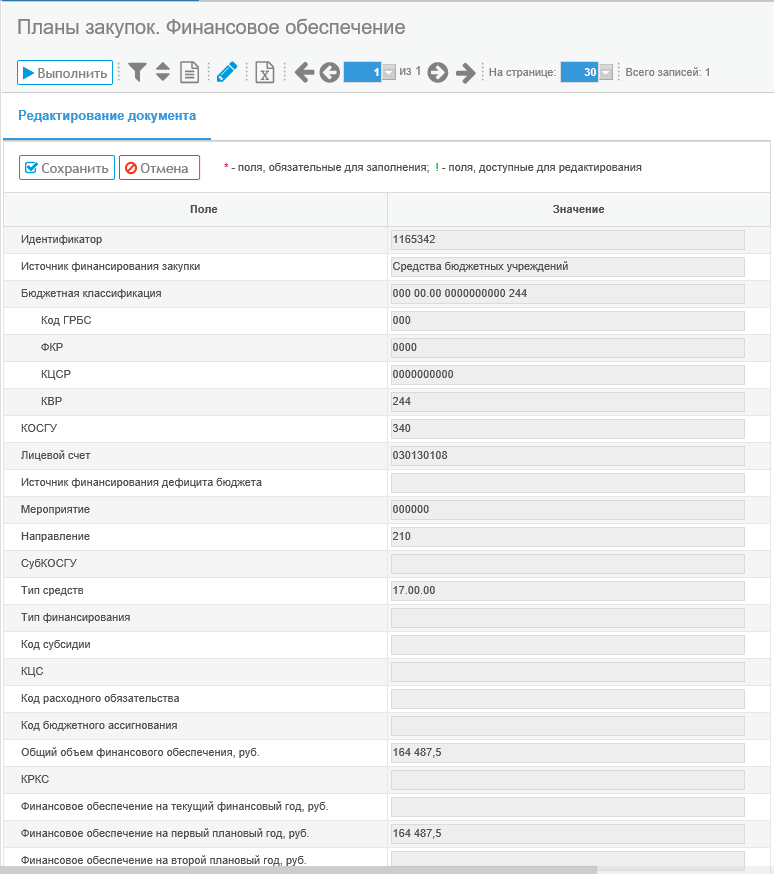 Планы закупок. Финансовое обеспечение
Выполнить 1 из 1 На странице: 30 Всего записей: 1
Редактирование документа
Сохранить Отмена * - поля, обязательные для заполнения; ! - поля, доступные для редактирования
Поле Значение
Идентификатор 1165342
Источник финансирования закупки Средства бюджетных учреждений
Бюджетная классификация 000 00.00 0000000000 244
Код ГРБС 000
ФКР 0000
КЦСР 0000000000
КВР 244
КОСГУ 340
Лицевой счет 030130108
Источник финансирования дефицита бюджета
Мероприятие 000000
Направление 210
СубКОСГУ
Тип средств 17.00.00
Тип финансирования
Код субсидии
КЦС
Код расходного обязательства
Код бюджетного ассигнования
Общий объем финансового обеспечения, руб. 164 487,5
КРКС
Финансовое обеспечение на текущий финансовый год, руб.
Финансовое обеспечение на первый плановый год, руб. 164 487,5
Финансовое обеспечение на второй плановый год, руб.